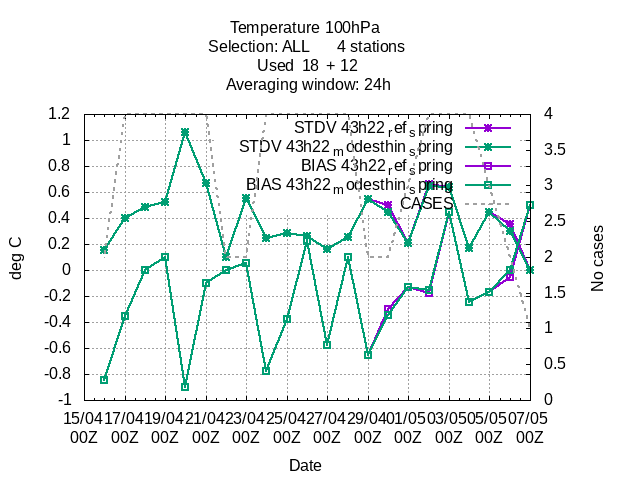 Temperature 100hPa
Selection: ALL 4 stations
Used 18 + 12
Averaging window: 24h
STDV 43h22refspring
STDV 43h22modesthinspring
BIAS 43h22refspring
BIAS 43h22modesthinspring
CASES
1.2
1
0.8
0.6
0.4
0.2
0
-0.2
-0.4
-0.6
-0.8
-1
deg C
4
3.5
3
2.5
2
1.5
1
0.5
0
No cases
15/04 17/04 19/04 21/04 23/04 25/04 27/04 29/04 01/05 03/05 05/05 07/05
00Z 00Z 00Z 00Z 00Z 00Z 00Z 00Z 00Z 00Z 00Z 00Z
Date